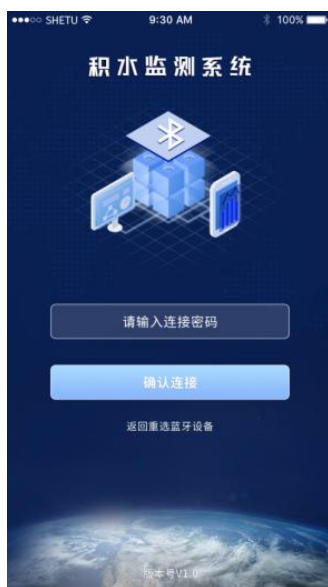 SHETU 9:30 AM 100%
积水监测系统
请输入连接密码
确认连接
返回重选蓝牙设备
版本号V1.0